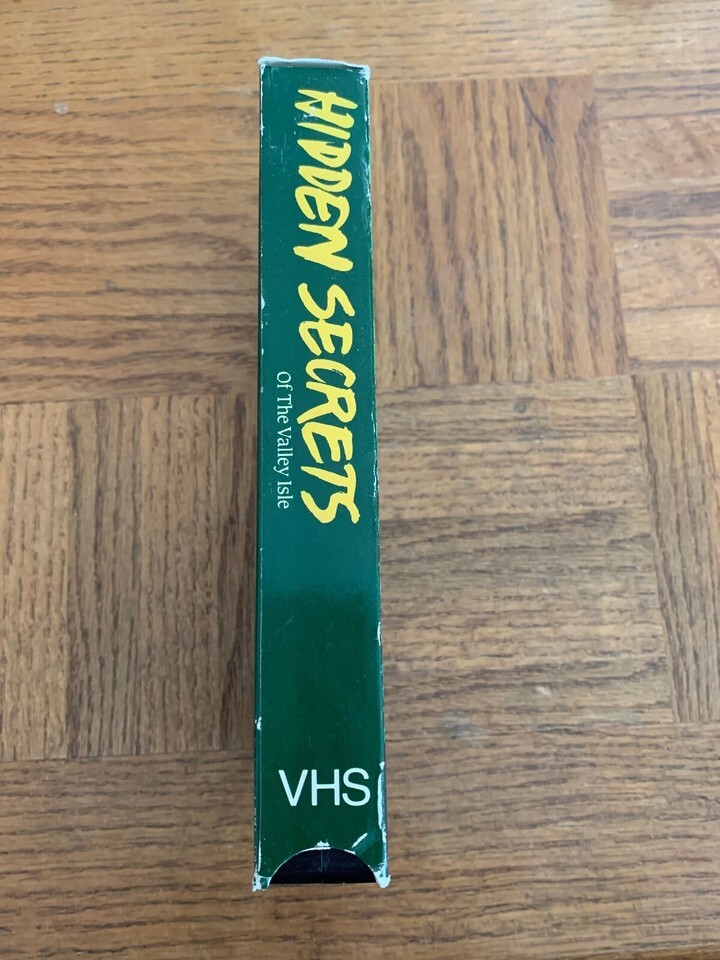 HIDDEN SECRETS
Of The Valley Isle
VHS